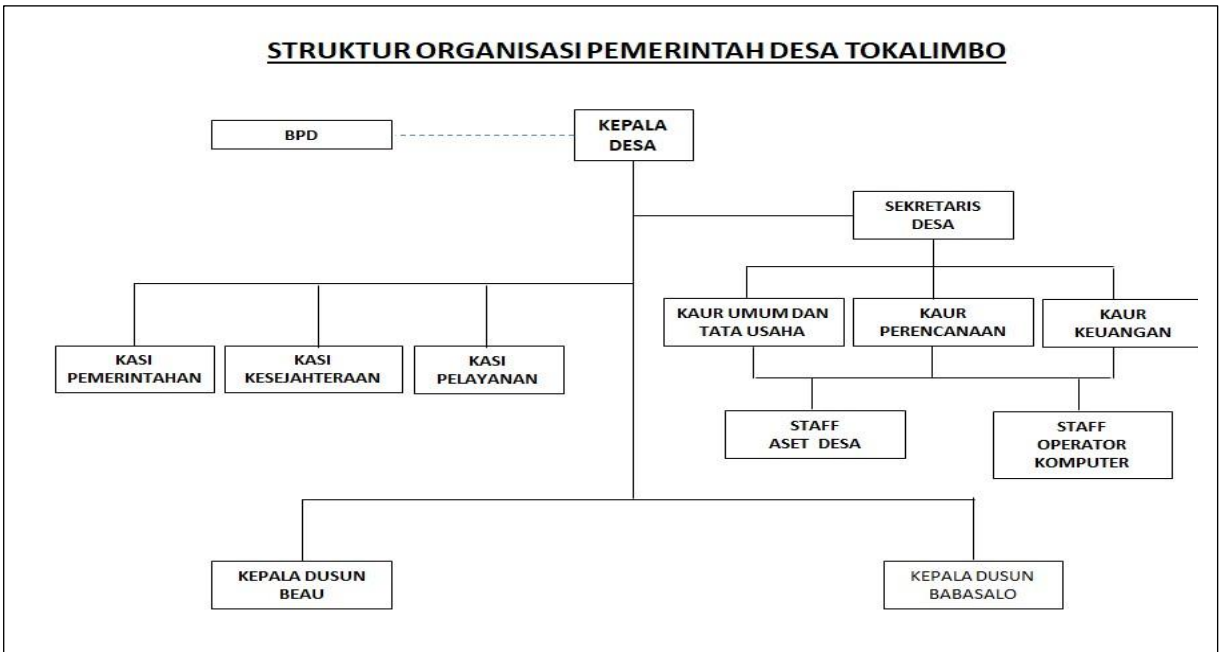 STRUKTUR ORGANISASI PEMERINTAH DESA TOKALIMBO
BPD
KEPALA
DESA
SEKRETARIS
DESA
KAUR UMUM DAN
TATA USAHA
KAUR
PERENCANAAN
KAUR
KEUANGAN
KASI
PEMERINTAHAN
KASI
KESEJAHTERAAN
KASI
PELAYANAN
STAFF
ASET DESA
STAFF
OPERATOR
KOMPUTER
KEPALA DUSUN
BEAU
KEPALA DUSUN
BABASALO